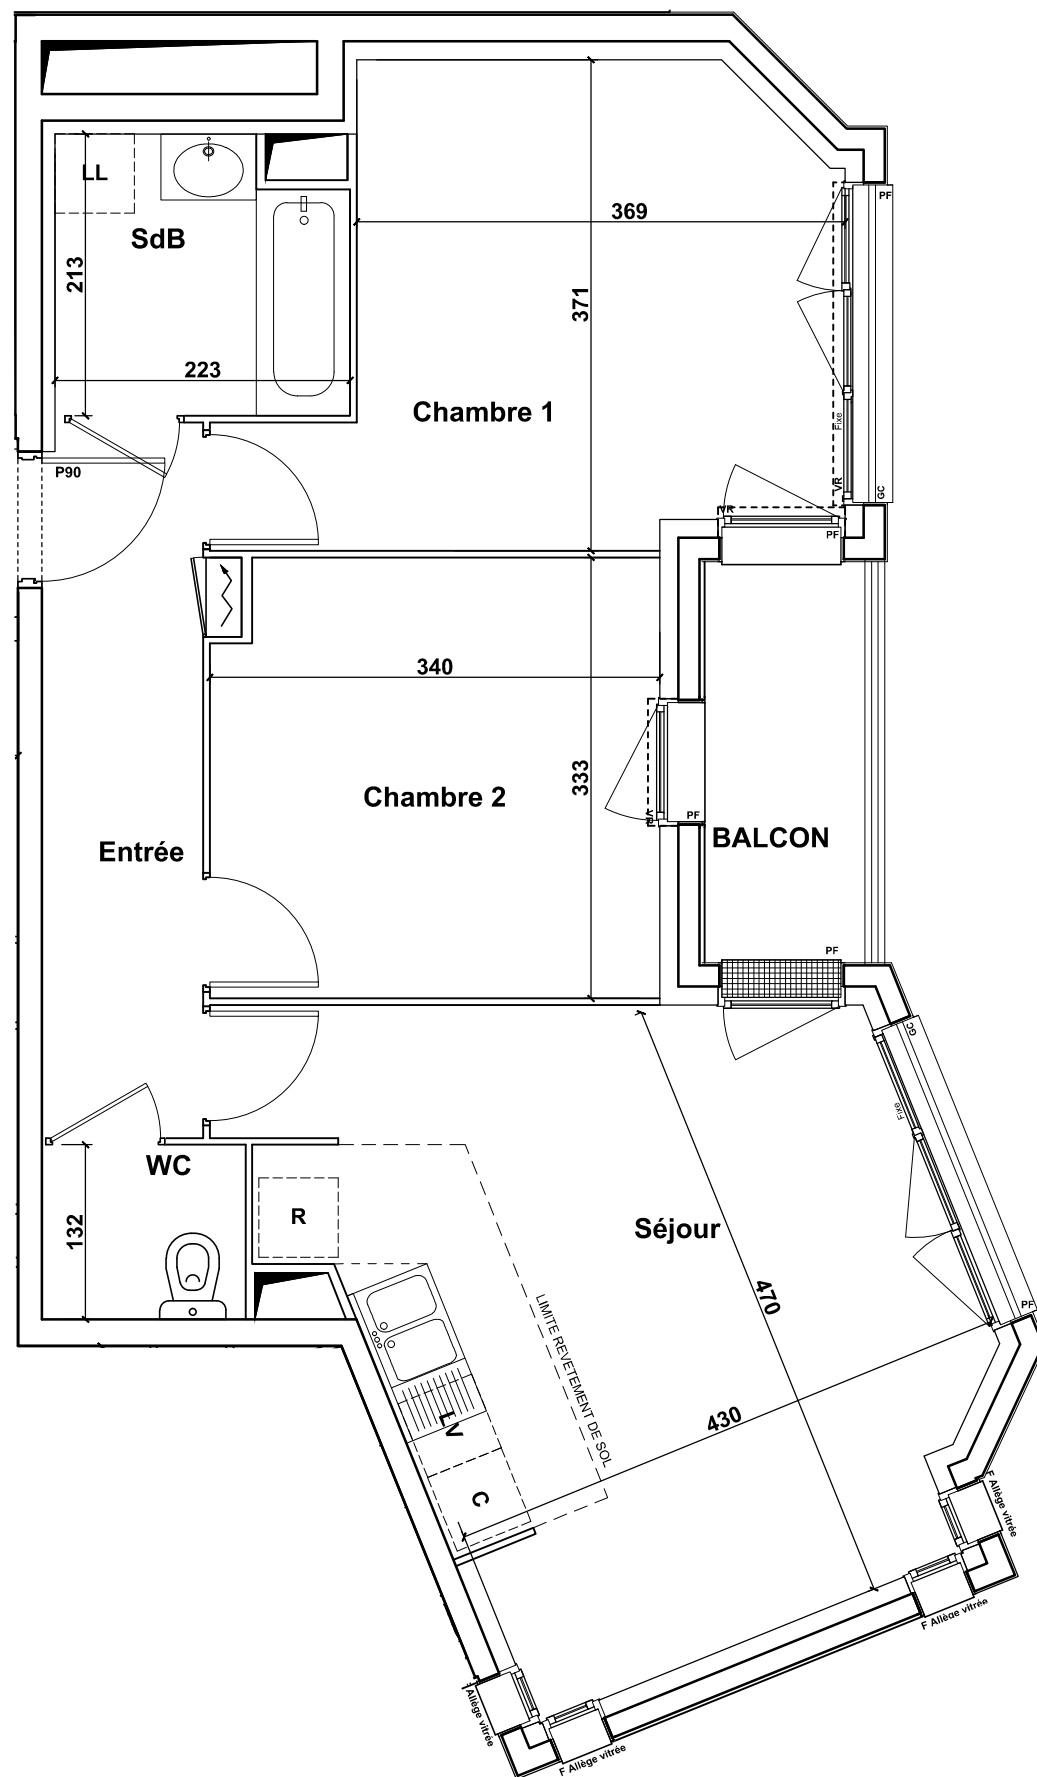 LL
PF
369
SdB
213
371
223
Chambre 1
Fixe
P90
VR
GC
VR
PF
340
333
Chambre 2
VR
PF
BALCON
Entrée
PF
GC
Fixe
WC
132
R
Séjour
470
LIMITE REVETEMENT DE SOL
PF
430
LV
C
F Allège vitrée
F Allège vitrée
F Allège vitrée
F Allège vitrée